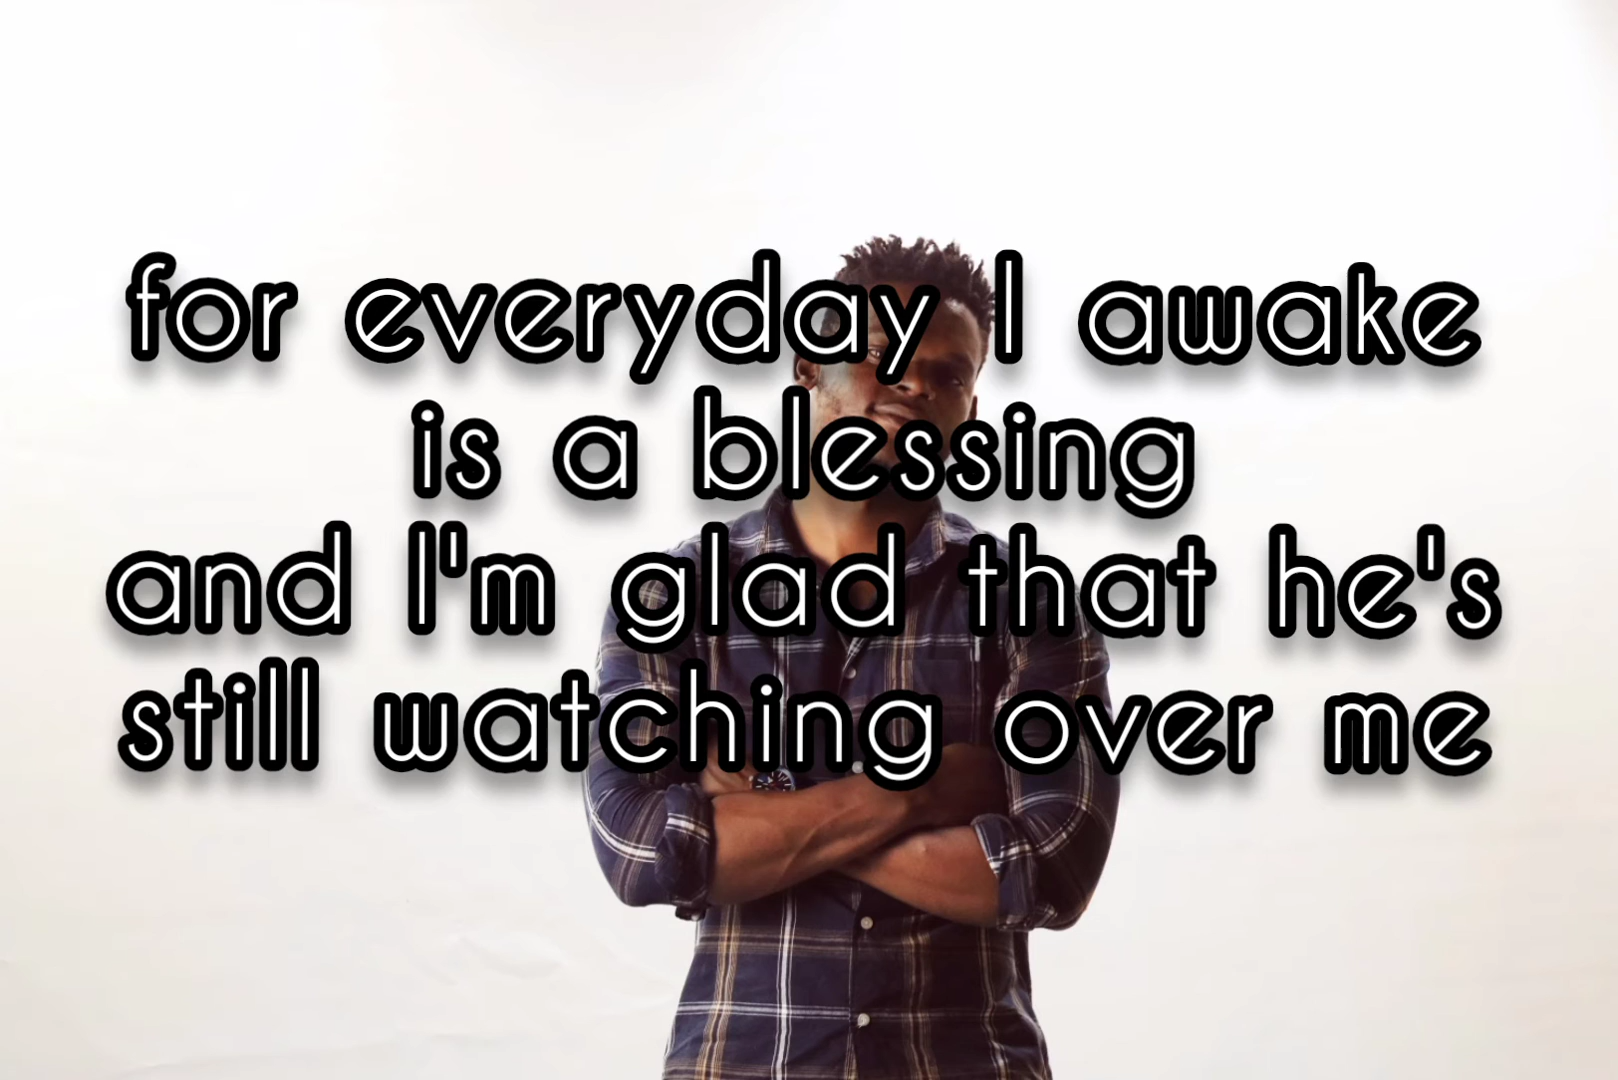 for everyday I awake
is a blessing
and I'm glad that he's
still watching over me